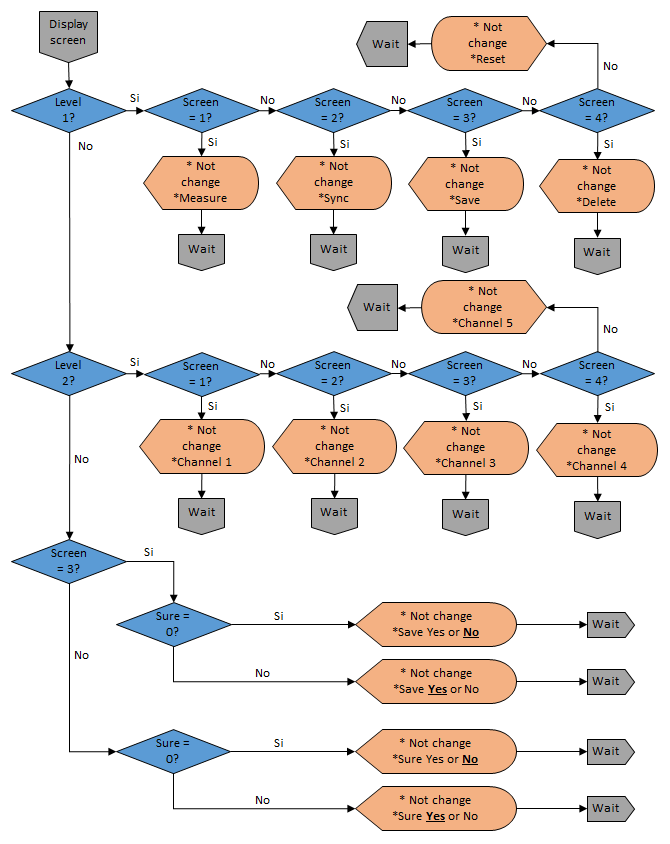 Display
screen
* Not
change
*Reset
Wait
No
Level
1?
Si
Screen
= 1?
No
Screen
= 2?
No
Screen
= 3?
No
Screen
= 4?
No
Si
Si
Si
Si
* Not
change
*Measure
* Not
change
*Sync
* Not
change
*Save
* Not
change
*Delete
Wait
Wait
Wait
Wait
Wait
* Not
change
*Channel 5
No
Level
2?
Si
Screen
= 1?
No
Screen
= 2?
No
Screen
= 3?
No
Screen
= 4?
Si
Si
Si
Si
* Not
change
*Channel 1
* Not
change
*Channel 2
* Not
change
*Channel 3
* Not
change
*Channel 4
No
Wait
Wait
Wait
Wait
Screen
= 3?
Si
Sure =
0?
Si
* Not change
*Save Yes or No
Wait
No
No
* Not change
*Save Yes or No
Wait
Sure =
0?
Si
* Not change
*Sure Yes or No
Wait
No
* Not change
*Sure Yes or No
Wait